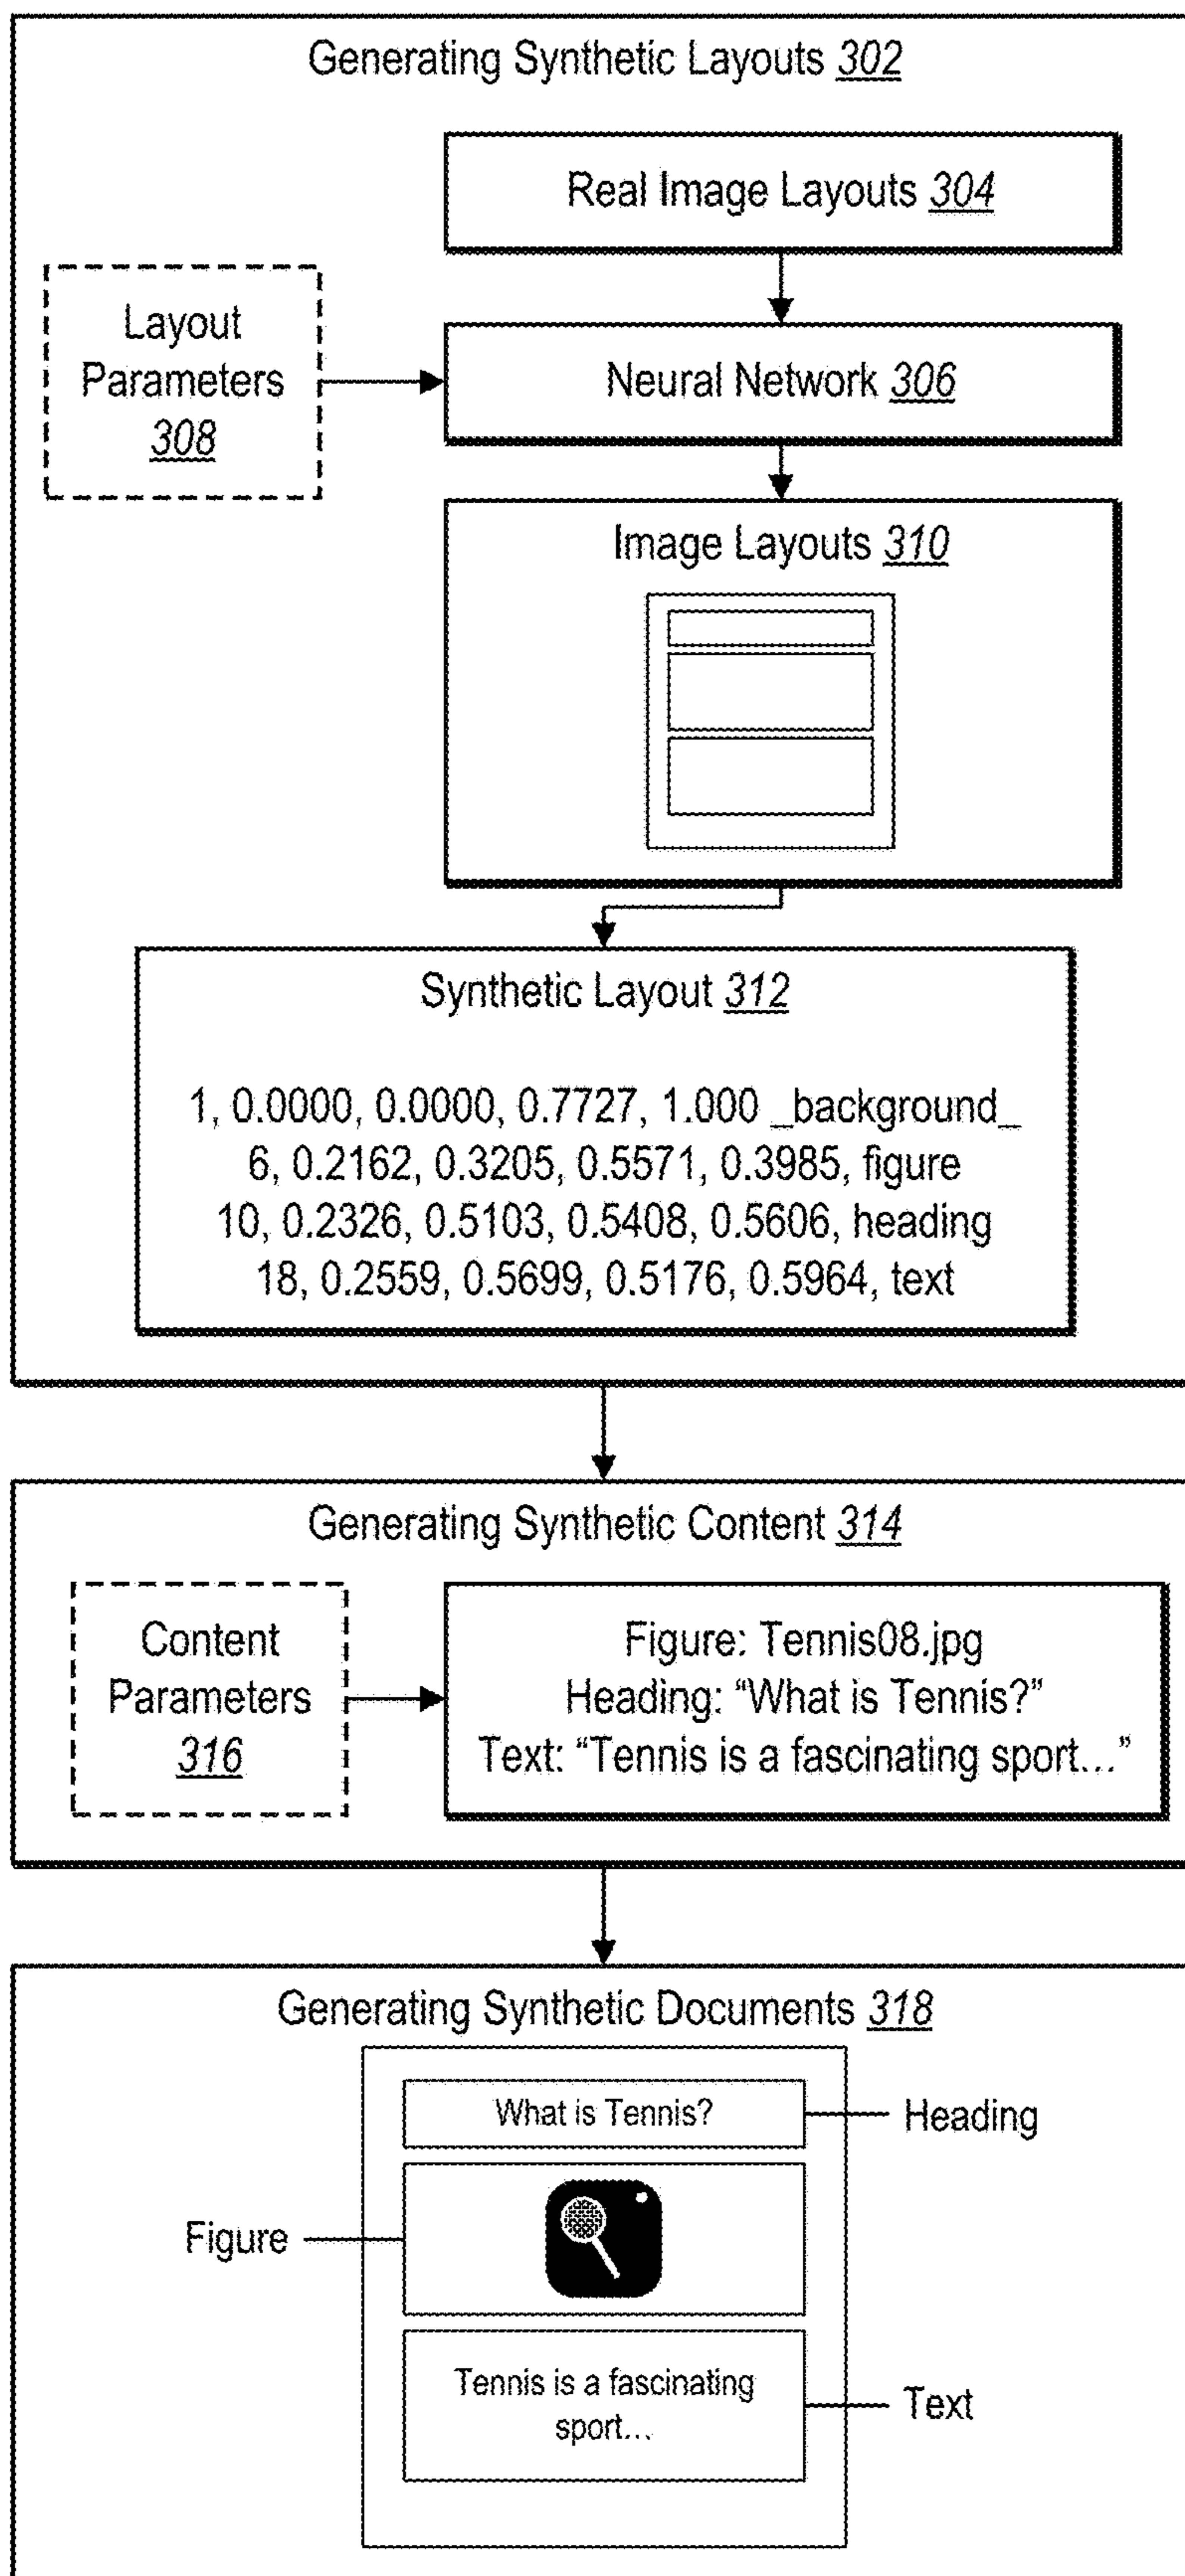 Generating Synthetic Layouts 302
Real Image Layouts 304
Layout
Parameters
308
Neural Network 306
Image Layouts 310
Synthetic Layout 312
1, 0.0000, 0.0000, 0.7727, 1.000 _background_
6, 0.2162, 0.3205, 0.5571, 0.3985, figure
10, 0.2326, 0.5103, 0.5408, 0.5606, heading
18, 0.2559, 0.5699, 0.5176, 0.5964, text
Generating Synthetic Content 314
Content
Parameters
316
Figure: Tennis08.jpg
Heading: “What is Tennis?”
Text: “Tennis is a fascinating sport...”
Generating Synthetic Documents 318
What is Tennis?
Heading
Figure
Tennis is a fascinating
sport...
Text